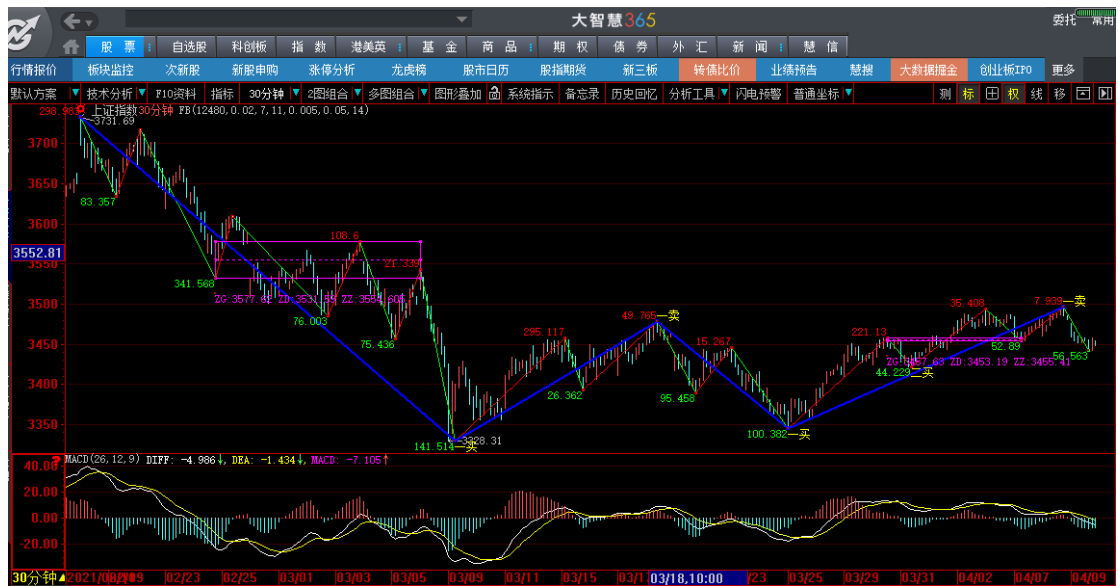 大智慧365
委托 常用
股 票 自选股 科创板 指 数 港美英 基 金 商 品 期 权 债 券 外 汇 新 闻 慧 信
行情报价 板块监控 次新股 新股申购 涨停分析 龙虎榜 股市日历 股指期货 新三板 转债比价 业绩预告 慧搜 大数据掘金 创业板IPO 更多
默认方案 技术分析 F10资料 指标 30分钟 2图组合 多图组合 图形叠加 系统指示 备忘录 历史回忆 分析工具 闪电预警 普通坐标 测 标 权 线 移
上证指数30分钟 FB(12480,0.02,7,11,0.005,0.05,14)
3731.69
3700
3650
83.357
3600
108.6
3552.81
3550
21.339
341.568
ZG:3577.62
3500
76.003
49.765一卖
35.408
7.939一卖
295.117
15.267
221.13
3450
75.436
52.89
56.563
ZD:3453.19 ZZ:3455.41
44.229二买
3400
26.362
95.458
3350
100.382一买
3328.31
141.514一买
MACD(26,12,9) DIFF: -4.986↓, DEA: -1.434↓, MACD: -7.105↑
40.00
20.00
0.00
-20.00
30分钟 02/23 02/25 03/01 03/03 03/05 03/09 03/11 03/15 03/18,10:00 03/25 03/29 03/31 04/02 04/07 04/09